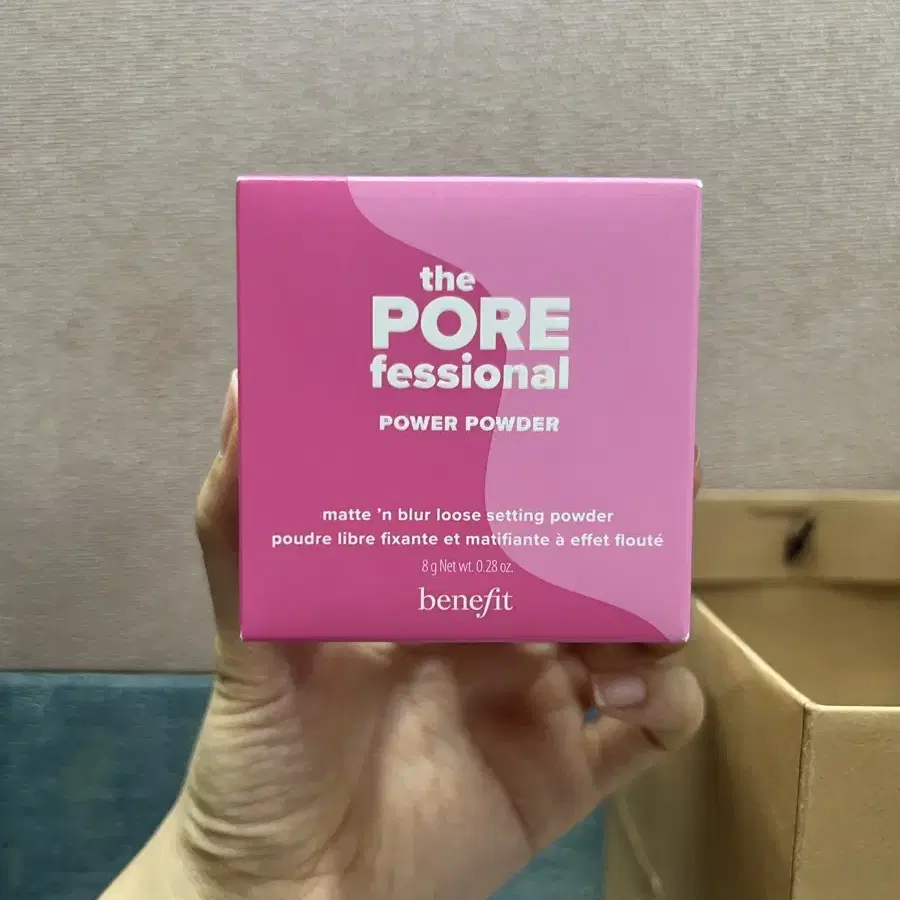 the
PORE
fessional
POWER POWDER
matte 'n blur loose setting powder
poudre libre fixante et matifiante à effet flouté
8 g Net wt. 0.28 oz.
benefit